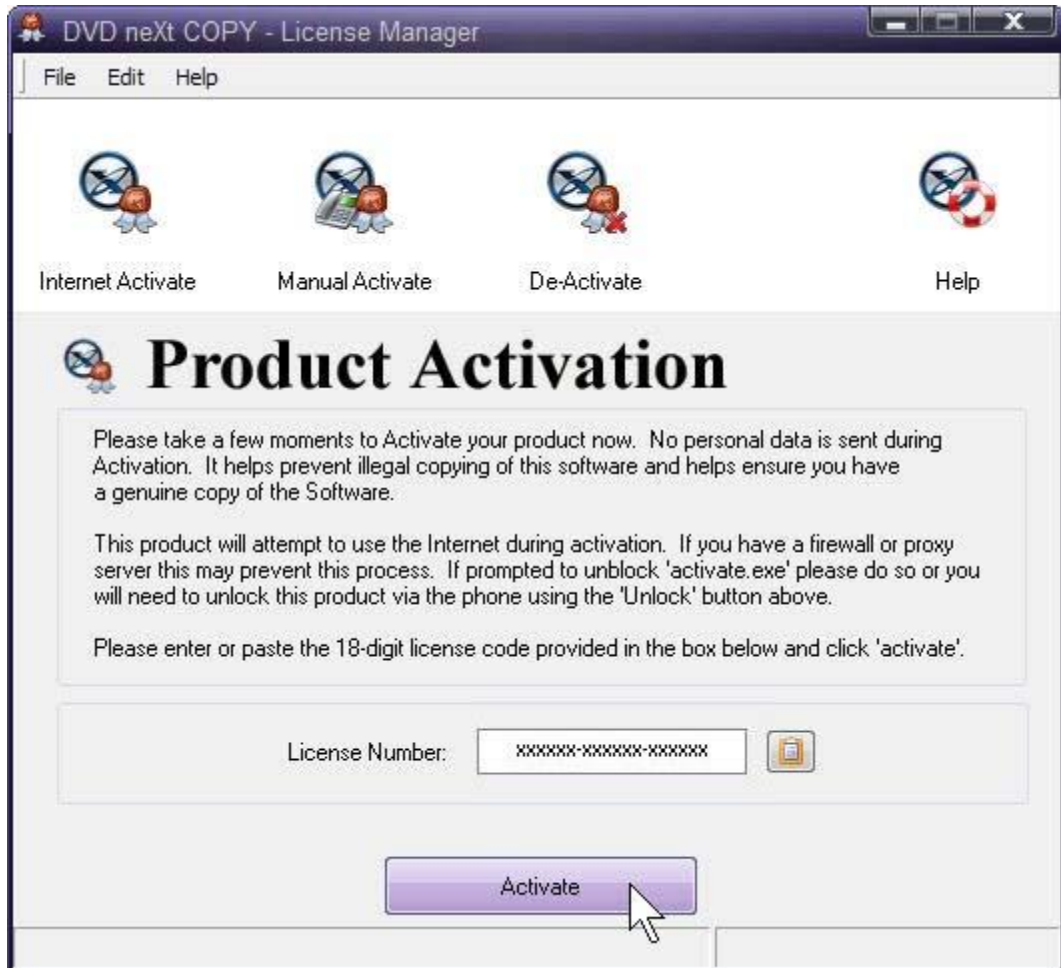 DVD neXt COPY - License Manager
File Edit Help
Internet Activate Manual Activate De-Activate Help
Product Activation
Please take a few moments to Activate your product now. No personal data is sent during
Activation. It helps prevent illegal copying of this software and helps ensure you have
a genuine copy of the Software.
This product will attempt to use the Internet during activation. If you have a firewall or proxy
server this may prevent this process. If prompted to unblock 'activate.exe' please do so or you
will need to unlock this product via the phone using the 'Unlock' button above.
Please enter or paste the 18-digit license code provided in the box below and click 'activate'.
License Number: xxxxxx-xxxxxx-xxxxxx
Activate